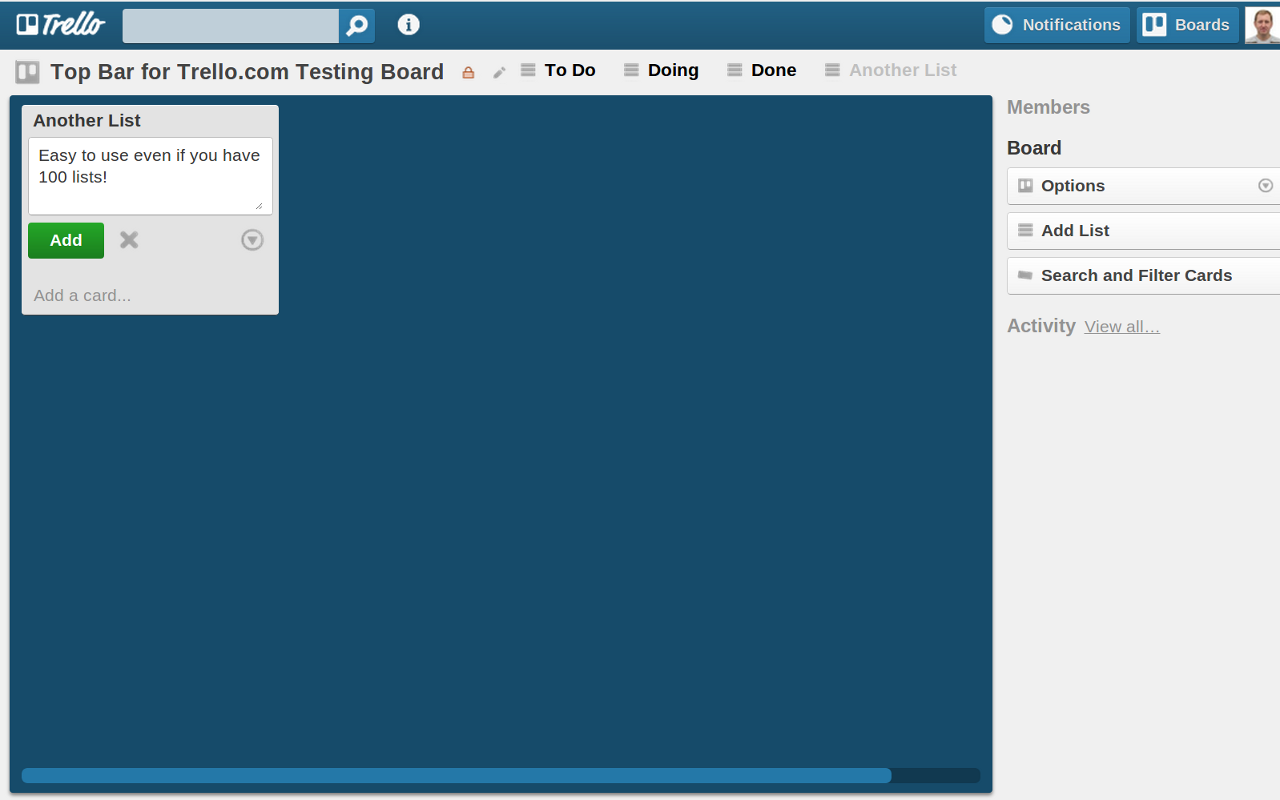 Trello
Notifications
Boards
Top Bar for Trello.com Testing Board
To Do
Doing
Done
Another List
Another List
Easy to use even if you have
100 lists!
Add
Add a card...
Members
Board
Options
Add List
Search and Filter Cards
Activity View all…